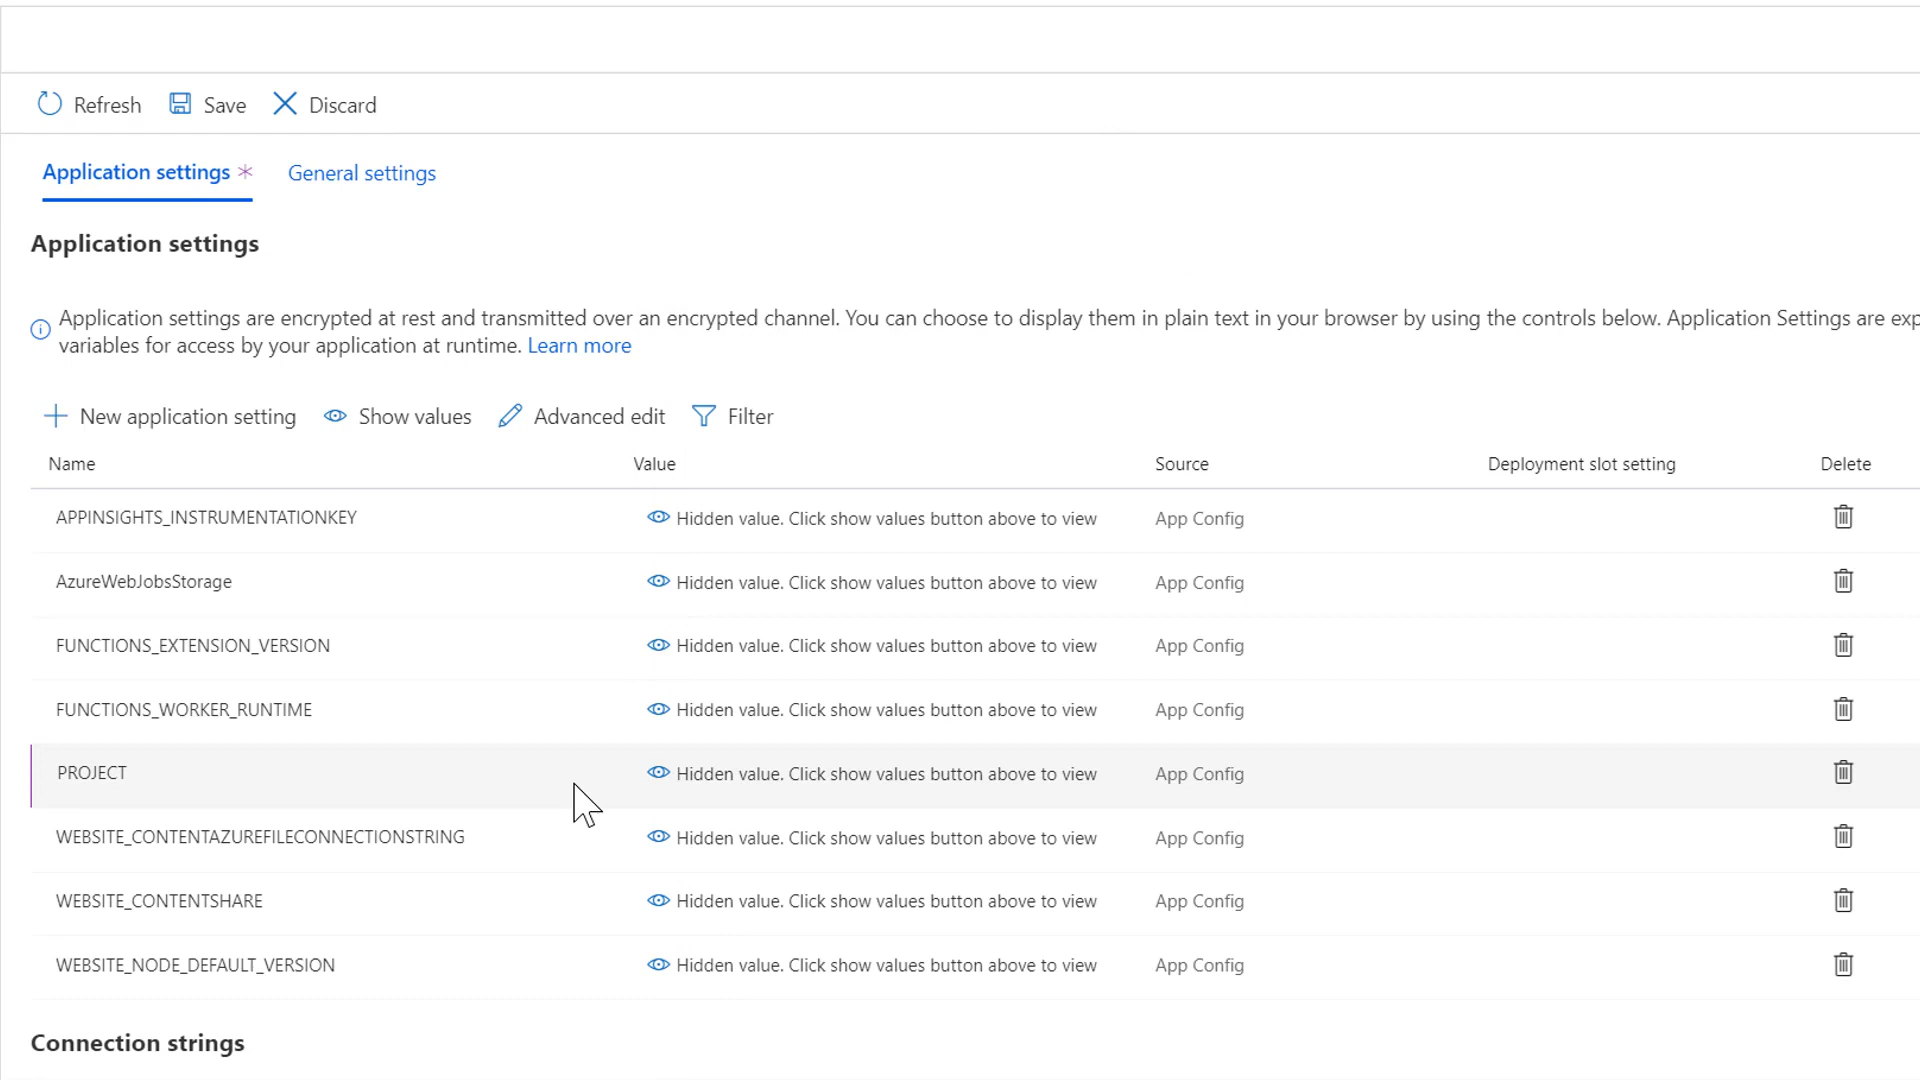 Refresh Save Discard
Application settings * General settings
Application settings
Application settings are encrypted at rest and transmitted over an encrypted channel. You can choose to display them in plain text in your browser by using the controls below. Application Settings are exp
variables for access by your application at runtime. Learn more
New application setting Show values Advanced edit Filter
Name Value Source Deployment slot setting Delete
APPINSIGHTS_INSTRUMENTATIONKEY Hidden value. Click show values button above to view App Config
AzureWebJobsStorage Hidden value. Click show values button above to view App Config
FUNCTIONS_EXTENSION_VERSION Hidden value. Click show values button above to view App Config
FUNCTIONS_WORKER_RUNTIME Hidden value. Click show values button above to view App Config
PROJECT Hidden value. Click show values button above to view App Config
WEBSITE_CONTENTAZUREFILECONNECTIONSTRING Hidden value. Click show values button above to view App Config
WEBSITE_CONTENTSHARE Hidden value. Click show values button above to view App Config
WEBSITE_NODE_DEFAULT_VERSION Hidden value. Click show values button above to view App Config
Connection strings